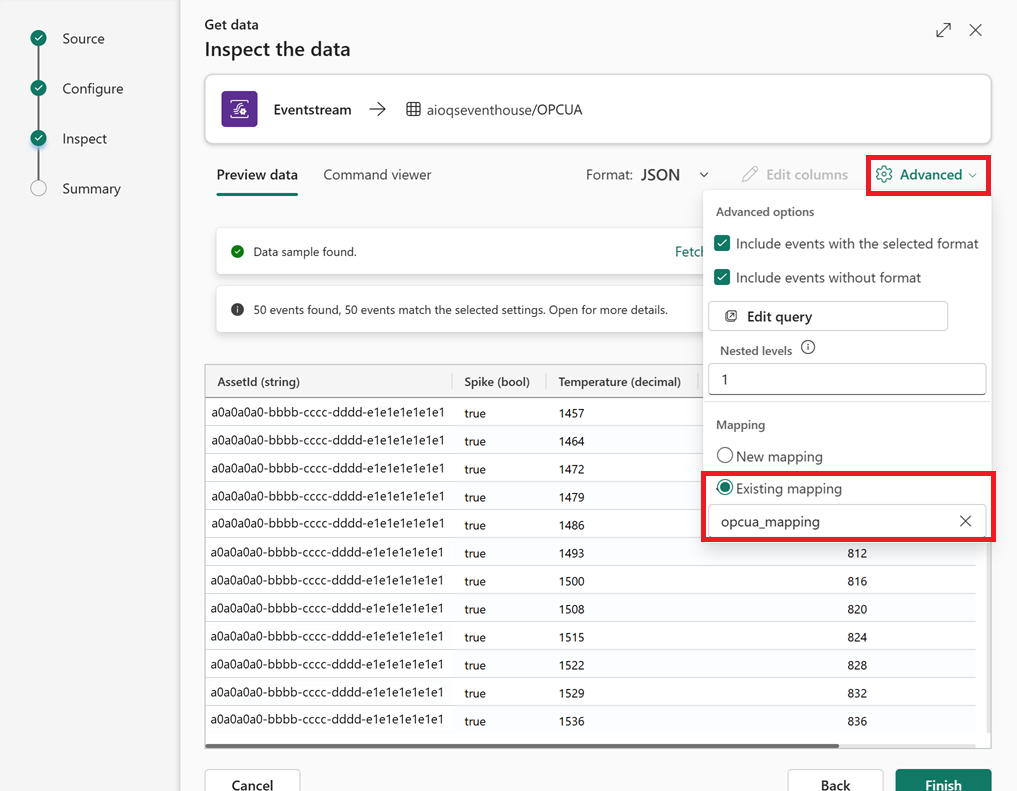 Source
Configure
Inspect
Summary
Get data
Inspect the data
Eventstream → aioqseventhouse/OPCUA
Preview data Command viewer Format: JSON Edit columns Advanced
Advanced options
Include events with the selected format
Include events without format
Edit query
Nested levels
1
Mapping
New mapping
Existing mapping
opcua_mapping
Data sample found. Fetch
50 events found, 50 events match the selected settings. Open for more details.
AssetId (string) Spike (bool) Temperature (decimal)
a0a0a0a0-bbbb-cccc-dddd-e1e1e1e1e1e1 true 1457
a0a0a0a0-bbbb-cccc-dddd-e1e1e1e1e1e1 true 1464
a0a0a0a0-bbbb-cccc-dddd-e1e1e1e1e1e1 true 1472
a0a0a0a0-bbbb-cccc-dddd-e1e1e1e1e1e1 true 1479
a0a0a0a0-bbbb-cccc-dddd-e1e1e1e1e1e1 true 1486
a0a0a0a0-bbbb-cccc-dddd-e1e1e1e1e1e1 true 1493 812
a0a0a0a0-bbbb-cccc-dddd-e1e1e1e1e1e1 true 1500 816
a0a0a0a0-bbbb-cccc-dddd-e1e1e1e1e1e1 true 1508 820
a0a0a0a0-bbbb-cccc-dddd-e1e1e1e1e1e1 true 1515 824
a0a0a0a0-bbbb-cccc-dddd-e1e1e1e1e1e1 true 1522 828
a0a0a0a0-bbbb-cccc-dddd-e1e1e1e1e1e1 true 1529 832
a0a0a0a0-bbbb-cccc-dddd-e1e1e1e1e1e1 true 1536 836
Cancel Back Finish